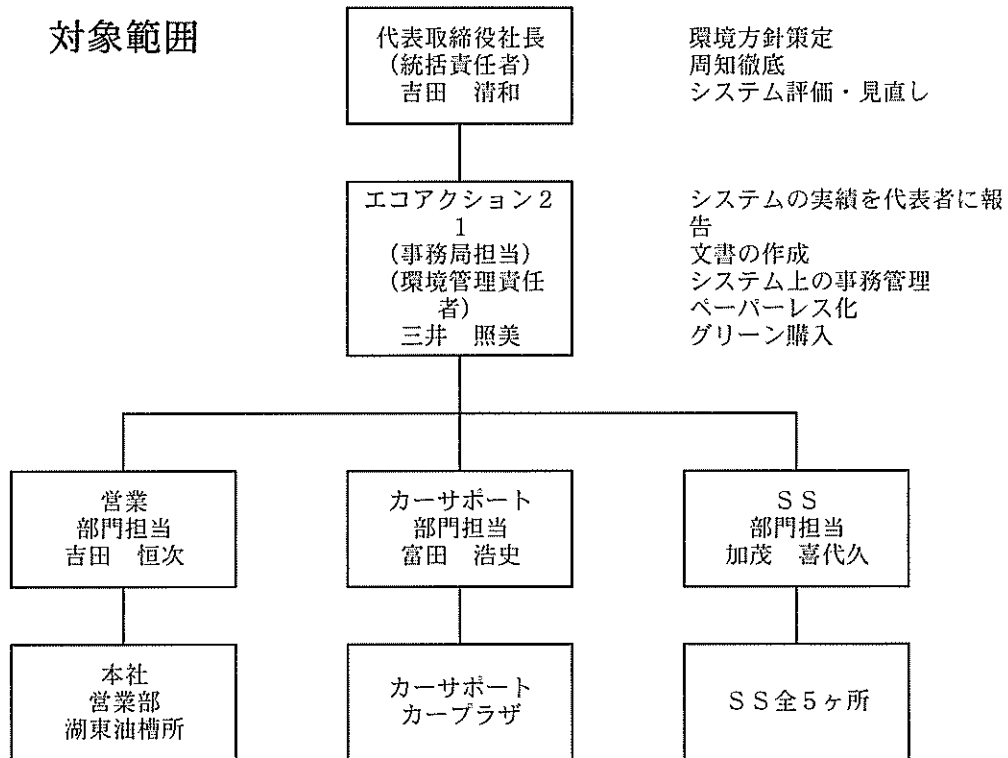 対象範囲
代表取締役社長
(統括責任者)
吉田　清和
環境方針策定
周知徹底
システム評価・見直し
エコアクション２
１
(事務局担当)
(環境管理責任
者)
三井　照美
システムの実績を代表者に報
告
文書の作成
システム上の事務管理
ペーパーレス化
グリーン購入
営業
部門担当
吉田　恒次
カーサポート
部門担当
富田　浩史
ＳＳ
部門担当
加茂　喜代久
本社
営業部
湖東油槽所
カーサポート
カープラザ
ＳＳ全５ヶ所